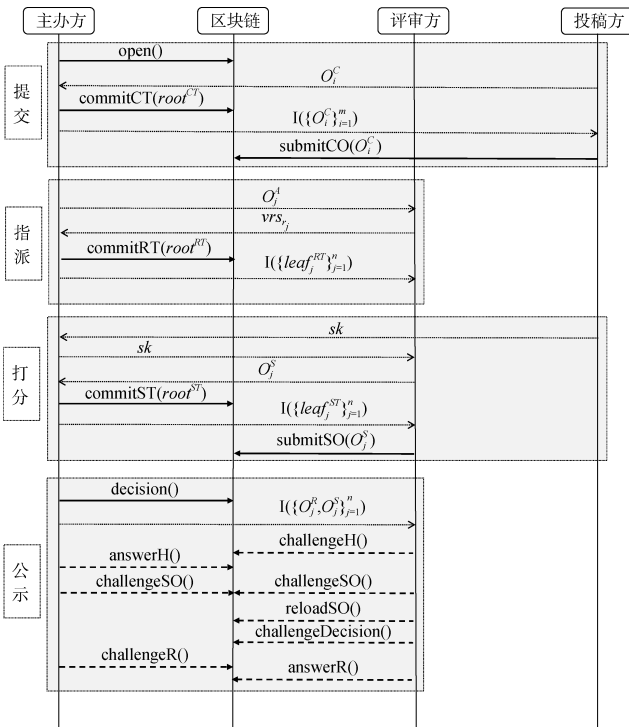 主办方 区块链 评审方 投稿方
提交
open()
O_i^C
commitCT(root^{CT})
I({O_i^C}_{i=1}^m)
submitCO(O_i^C)
指派
O_j^A
vrs_{r_j}
commitRT(root^{RT})
I({leaf_j^{RT}}_{j=1}^n)
打分
sk
sk
O_j^S
commitST(root^{ST})
I({leaf_j^{ST}}_{j=1}^n)
submitSO(O_j^S)
公示
decision()
I({O_j^R,O_j^S}_{j=1}^n)
challengeH()
answerH()
challengeSO() challengeSO()
reloadSO()
challengeDecision()
challengeR()
answerR()